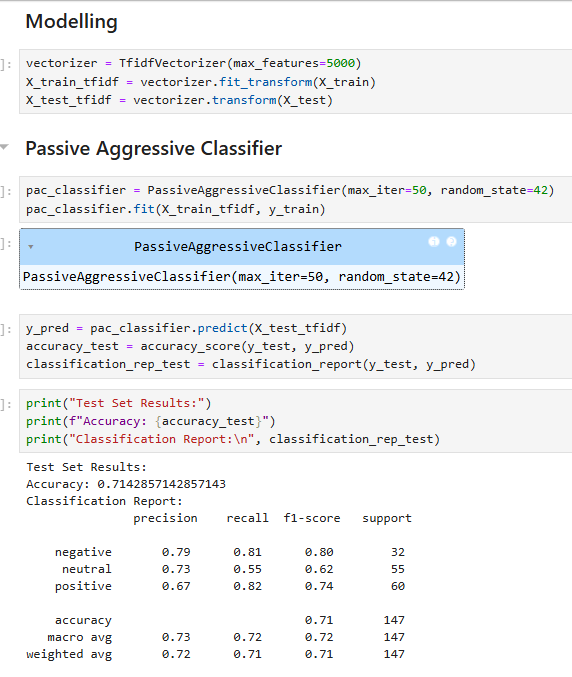 Modelling
]: vectorizer = TfidfVectorizer(max_features=5000)
X_train_tfidf = vectorizer.fit_transform(X_train)
X_test_tfidf = vectorizer.transform(X_test)
Passive Aggressive Classifier
]: pac_classifier = PassiveAggressiveClassifier(max_iter=50, random_state=42)
pac_classifier.fit(X_train_tfidf, y_train)
]: PassiveAggressiveClassifier i ?
PassiveAggressiveClassifier(max_iter=50, random_state=42)
]: y_pred = pac_classifier.predict(X_test_tfidf)
accuracy_test = accuracy_score(y_test, y_pred)
classification_rep_test = classification_report(y_test, y_pred)
]: print("Test Set Results:")
print(f"Accuracy: {accuracy_test}")
print("Classification Report:\n", classification_rep_test)
Test Set Results:
Accuracy: 0.7142857142857143
Classification Report:
precision recall f1-score support
negative 0.79 0.81 0.80 32
neutral 0.73 0.55 0.62 55
positive 0.67 0.82 0.74 60
accuracy 0.71 147
macro avg 0.73 0.72 0.72 147
weighted avg 0.72 0.71 0.71 147